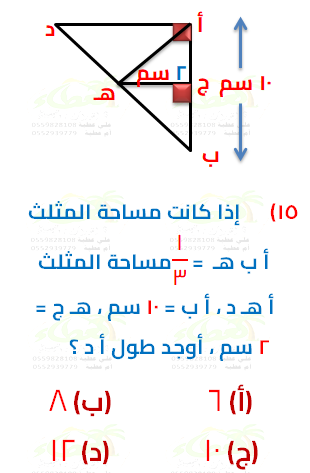 د
أ
١٠ سم
ج
٢ سم
هـ
ب
١٥) إذا كانت مساحة المثلث
أ ب هـ = ١/٣ مساحة المثلث
أ هـ د ، أ ب = ١٠ سم ، هـ ج =
٢ سم ، أوجد طول أ د ؟
(أ) ٦ (ب) ٨
(ج) ١٠ (د) ١٢